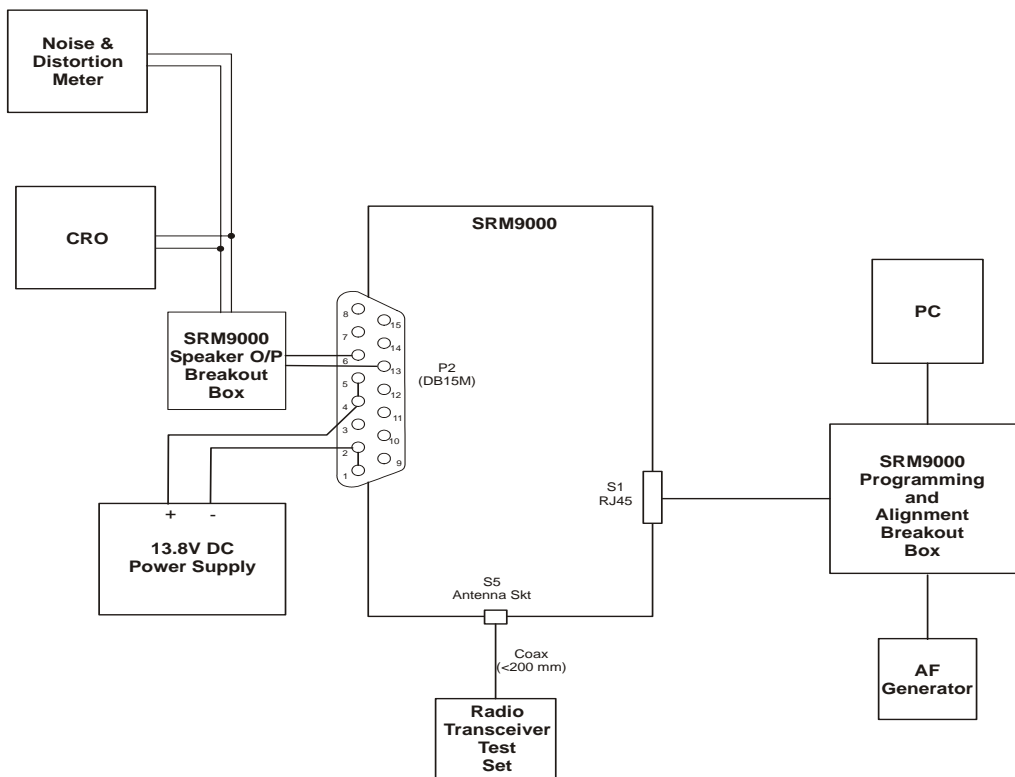 Noise &
Distortion
Meter
CRO
SRM9000
Speaker O/P
Breakout
Box
+ -
13.8V DC
Power Supply
SRM9000
8
7
6
5
4
3
2
1
15
14
13
12
11
10
9
P2
(DB15M)
S1
RJ45
S5
Antenna Skt
Coax
(<200 mm)
Radio
Transceiver
Test
Set
PC
SRM9000
Programming
and
Alignment
Breakout
Box
AF
Generator